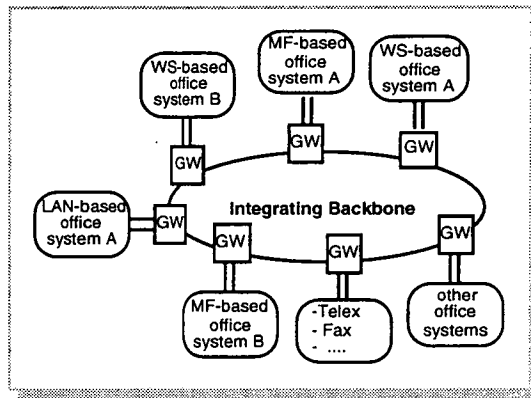 MF-based
office
system A
WS-based
office
system B
WS-based
office
system A
GW
GW
GW
LAN-based
office
system A
GW
Integrating Backbone
GW
GW
GW
MF-based
office
system B
-Telex
- Fax
- ....
other
office
systems